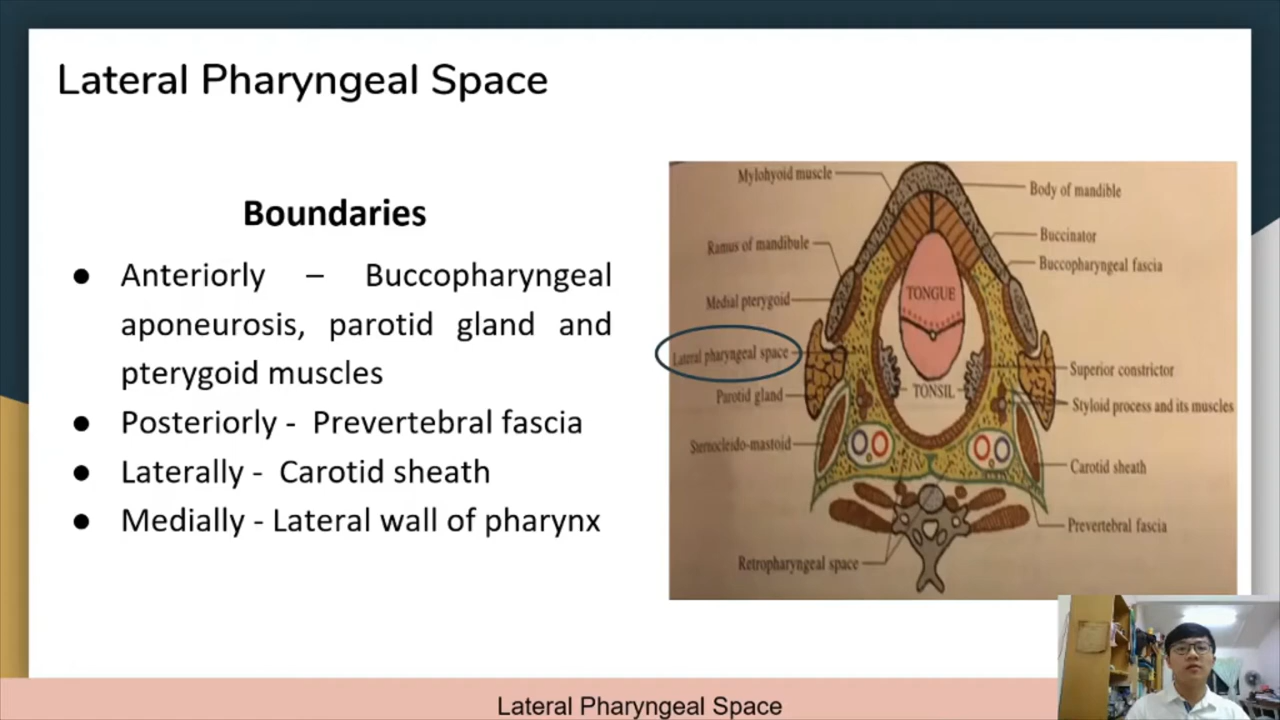 Lateral Pharyngeal Space
Boundaries
● Anteriorly – Buccopharyngeal
aponeurosis, parotid gland and
pterygoid muscles
● Posteriorly - Prevertebral fascia
● Laterally - Carotid sheath
● Medially - Lateral wall of pharynx
Mylohyoid muscle
Ramus of mandibule
Medial pterygoid
Lateral pharyngeal space
Parotid gland
Sternocleido-mastoid
Retropharyngeal space
TONGUE
TONSIL
Body of mandible
Buccinator
Buccopharyngeal fascia
Superior constrictor
Styloid process and its muscles
Carotid sheath
Prevertebral fascia
Lateral Pharyngeal Space